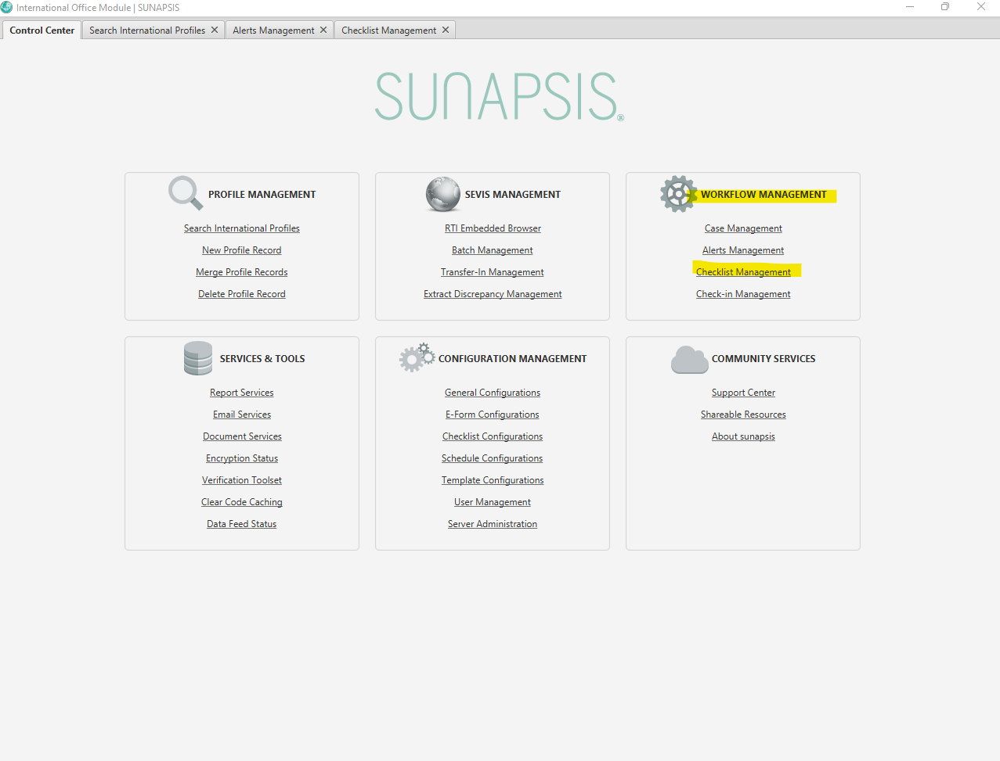 International Office Module | SUNAPSIS
Control Center
Search International Profiles
Alerts Management
Checklist Management
SUNAPSIS®
PROFILE MANAGEMENT
Search International Profiles
New Profile Record
Merge Profile Records
Delete Profile Record
SEVIS MANAGEMENT
RTI Embedded Browser
Batch Management
Transfer-In Management
Extract Discrepancy Management
WORKFLOW MANAGEMENT
Case Management
Alerts Management
Checklist Management
Check-in Management
SERVICES & TOOLS
Report Services
Email Services
Document Services
Encryption Status
Verification Toolset
Clear Code Caching
Data Feed Status
CONFIGURATION MANAGEMENT
General Configurations
E-Form Configurations
Checklist Configurations
Schedule Configurations
Template Configurations
User Management
Server Administration
COMMUNITY SERVICES
Support Center
Shareable Resources
About sunapsis